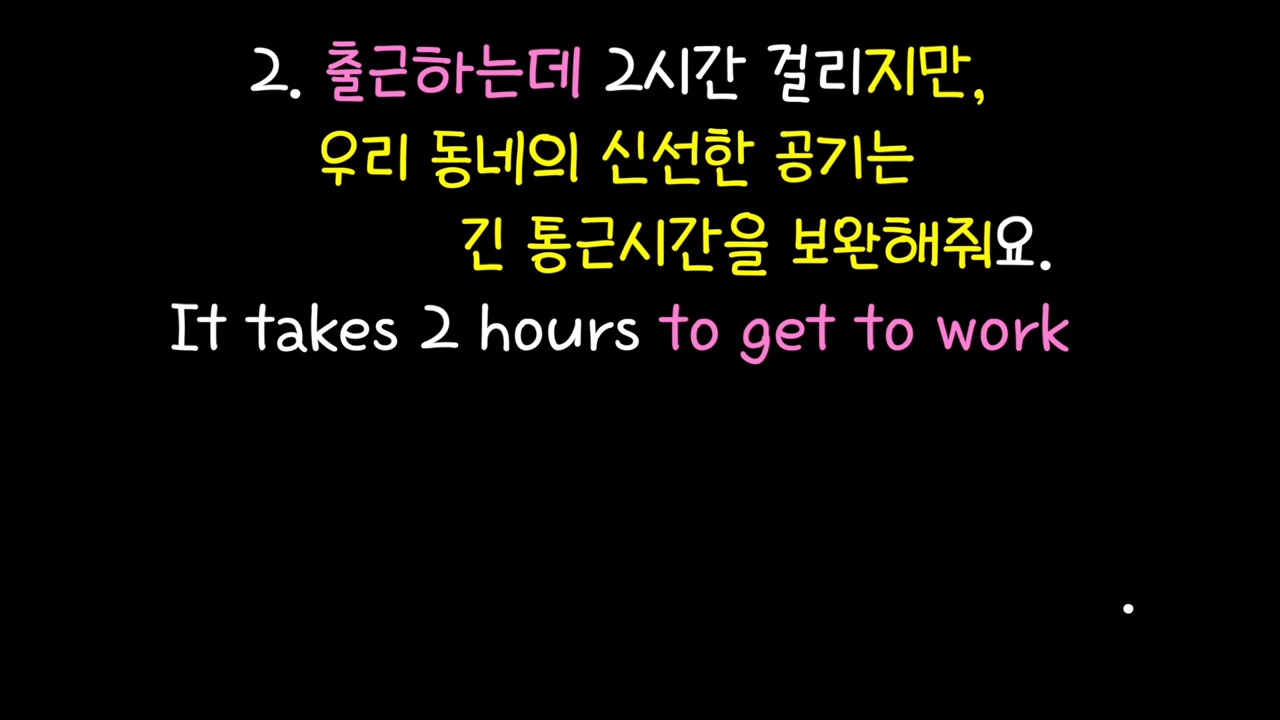 2. 출근하는데 2시간 걸리지만,
우리 동네의 신선한 공기는
긴 통근시간을 보완해줘요.
It takes 2 hours to get to work
.